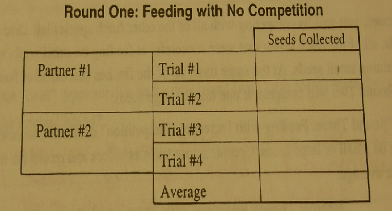 Round One: Feeding with No Competition
Seeds Collected
Partner #1 Trial #1
Trial #2
Partner #2 Trial #3
Trial #4
Average